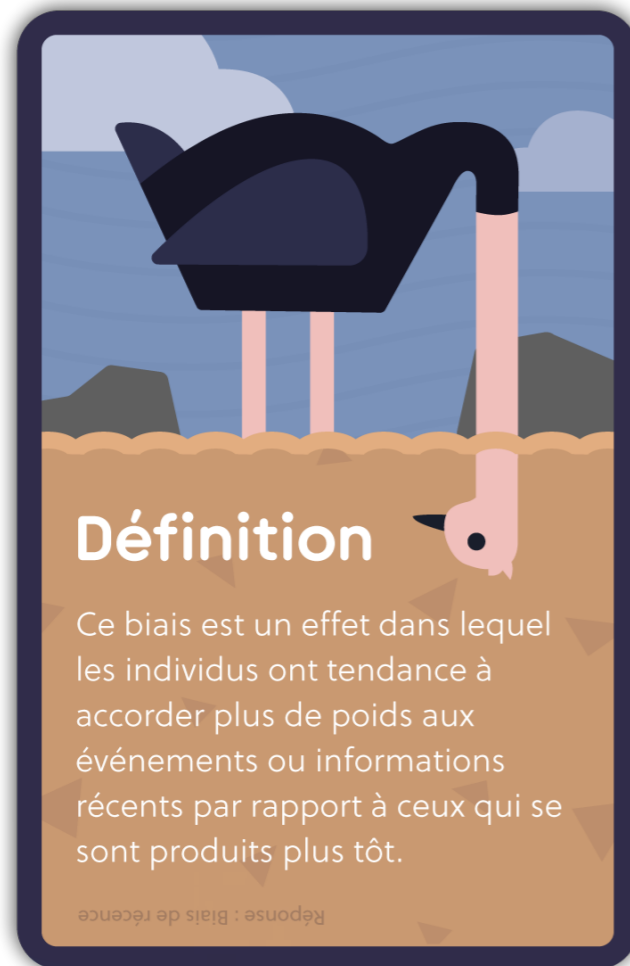 Définition
Ce biais est un effet dans lequel
les individus ont tendance à
accorder plus de poids aux
événements ou informations
récents par rapport à ceux qui se
sont produits plus tôt.
Réponse : Biais de récence